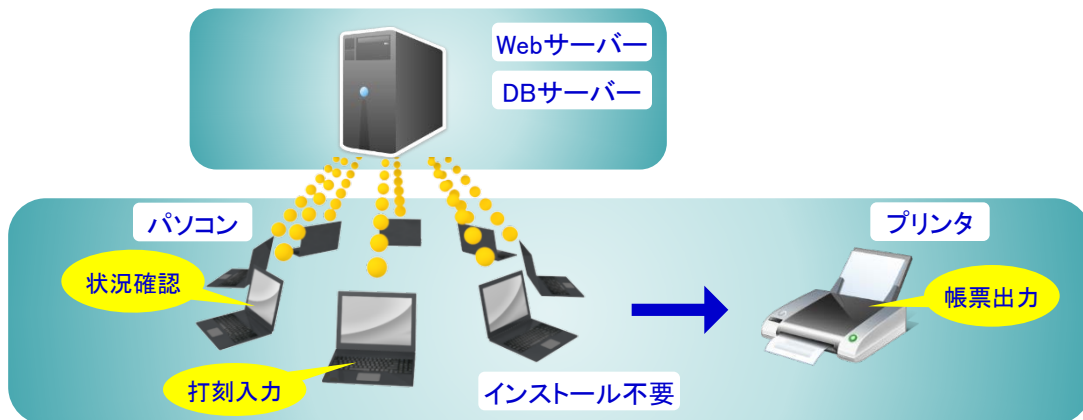 Webサーバー
DBサーバー
パソコン
プリンタ
状況確認
帳票出力
打刻入力
インストール不要